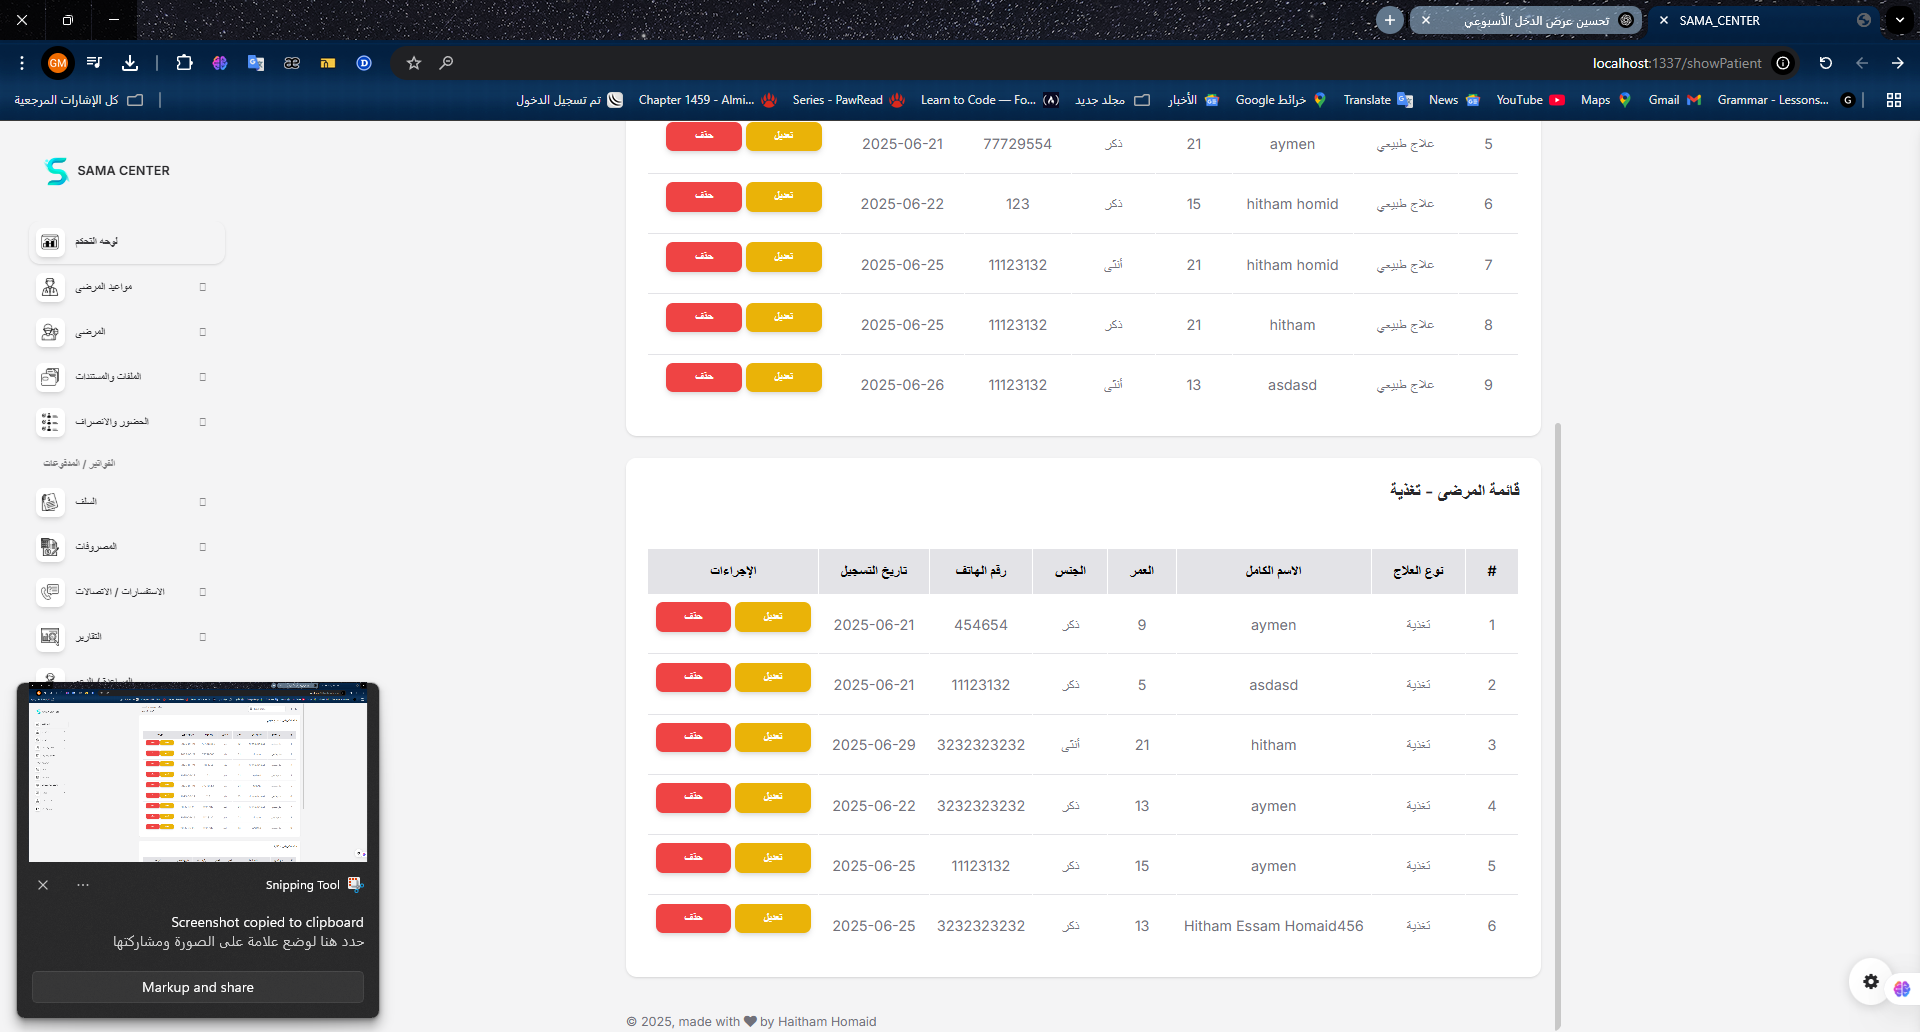 تحسين عرض الدخل الأسبوعي
SAMA_CENTER
GM
localhost:1337/showPatient
كل الإشارات المرجعية
تم تسجيل الدخول
Chapter 1459 - Almi...
Series - PawRead
Learn to Code — Fo...
مجلد جديد
الأخبار
خرائط Google
Translate
News
YouTube
Maps
Gmail
Grammar - Lessons...
SAMA CENTER
لوحه التحكم
مواعيد المرضى
المرضى
الملفات والمستندات
الحضور والانصراف
الفواتير / المدفوعات
السلف
المصروفات
الاستفسارات / الاتصالات
التقارير
5 علاج طبيعي aymen 21 ذكر 77729554 2025-06-21 تعديل حذف
6 علاج طبيعي hitham homid 15 ذكر 123 2025-06-22 تعديل حذف
7 علاج طبيعي hitham homid 21 أنثى 11123132 2025-06-25 تعديل حذف
8 علاج طبيعي hitham 21 ذكر 11123132 2025-06-25 تعديل حذف
9 علاج طبيعي asdasd 13 أنثى 11123132 2025-06-26 تعديل حذف
قائمة المرضى - تغذية
# نوع العلاج الاسم الكامل العمر الجنس رقم الهاتف تاريخ التسجيل الإجراءات
1 تغذية aymen 9 ذكر 454654 2025-06-21 تعديل حذف
2 تغذية asdasd 5 ذكر 11123132 2025-06-21 تعديل حذف
3 تغذية hitham 21 أنثى 3232323232 2025-06-29 تعديل حذف
4 تغذية aymen 13 ذكر 3232323232 2025-06-22 تعديل حذف
5 تغذية aymen 15 ذكر 11123132 2025-06-25 تعديل حذف
6 تغذية Hitham Essam Homaid456 13 ذكر 3232323232 2025-06-25 تعديل حذف
© 2025, made with ❤ by Haitham Homaid
Snipping Tool
Screenshot copied to clipboard
حدد هنا لوضع علامة على الصورة ومشاركتها
Markup and share